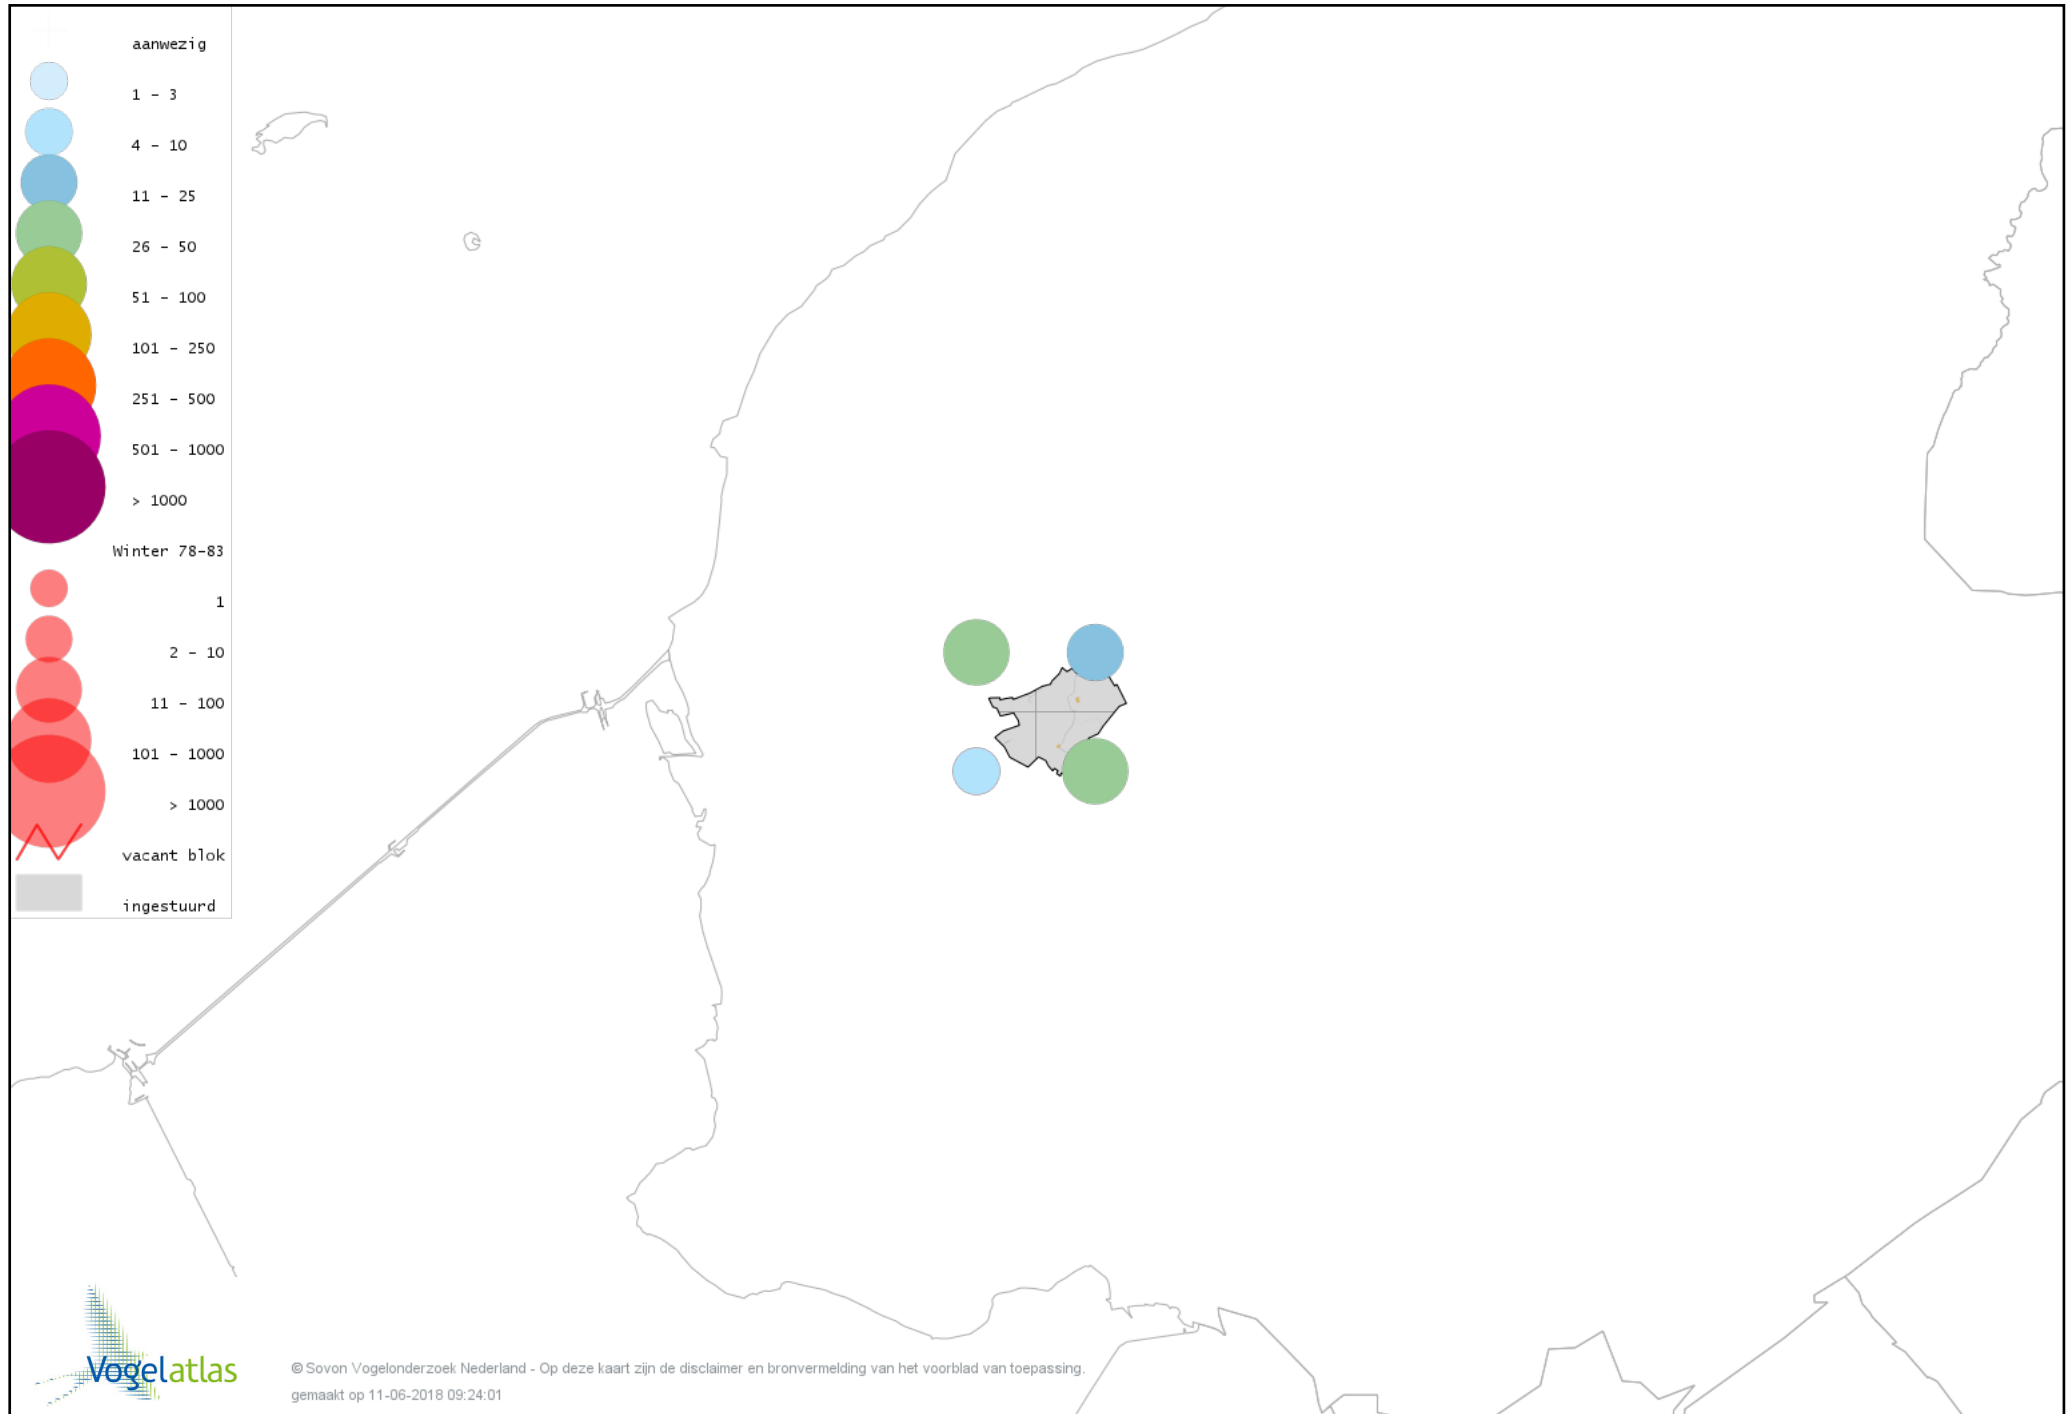 aanwezig
1 - 3
4 - 10
11 - 25
26 - 50
51 - 100
101 - 250
251 - 500
501 - 1000
> 1000
Winter 78-83
1
2 - 10
11 - 100
101 - 1000
> 1000
vacant blok
ingestuurd
Vogelatlas
© Sovon Vogelonderzoek Nederland - Op deze kaart zijn de disclaimer en bronvermelding van het voorblad van toepassing.
gemaakt op 11-06-2018 09:24:01